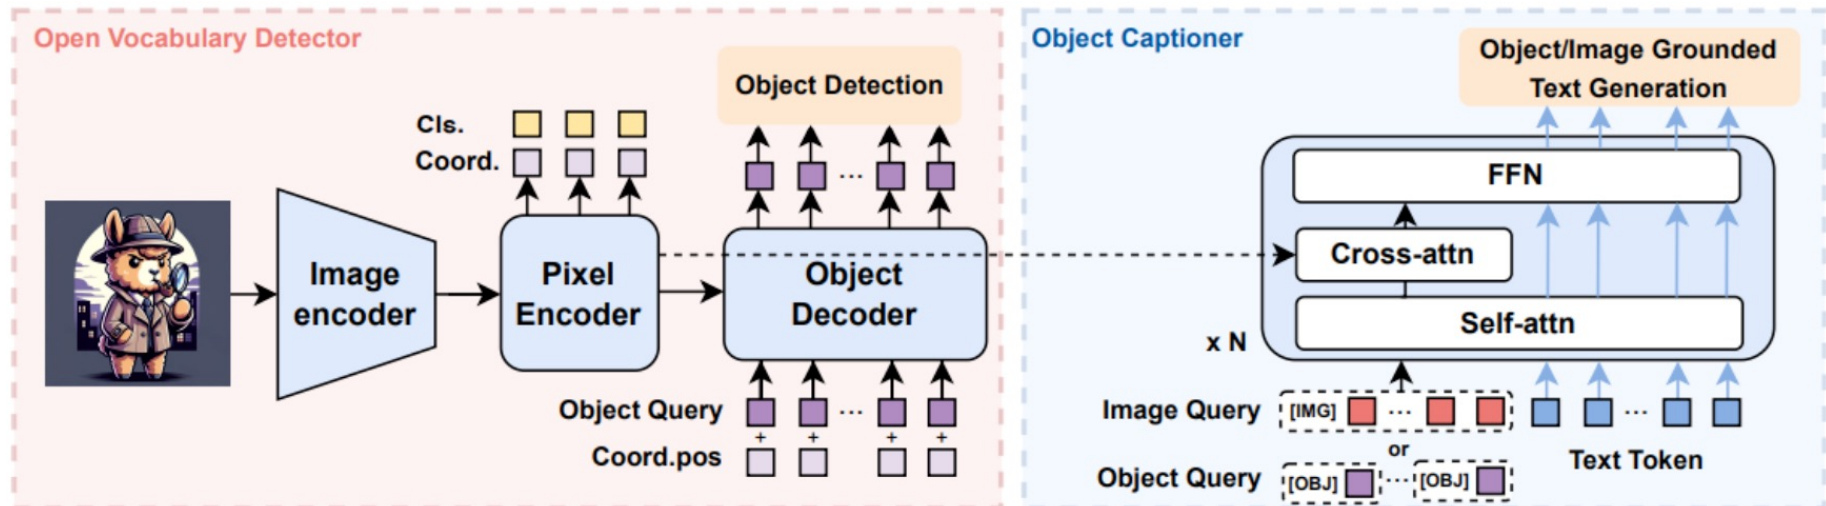 Open Vocabulary Detector
Cls.
Coord.
Object Detection
Image
encoder
Pixel
Encoder
Object
Decoder
Object Query
...
+ + + +
Coord.pos
Object Captioner
Object/Image Grounded
Text Generation
FFN
Cross-attn
Self-attn
x N
Image Query [IMG] ...
or
Object Query [OBJ] ... [OBJ]
...
Text Token